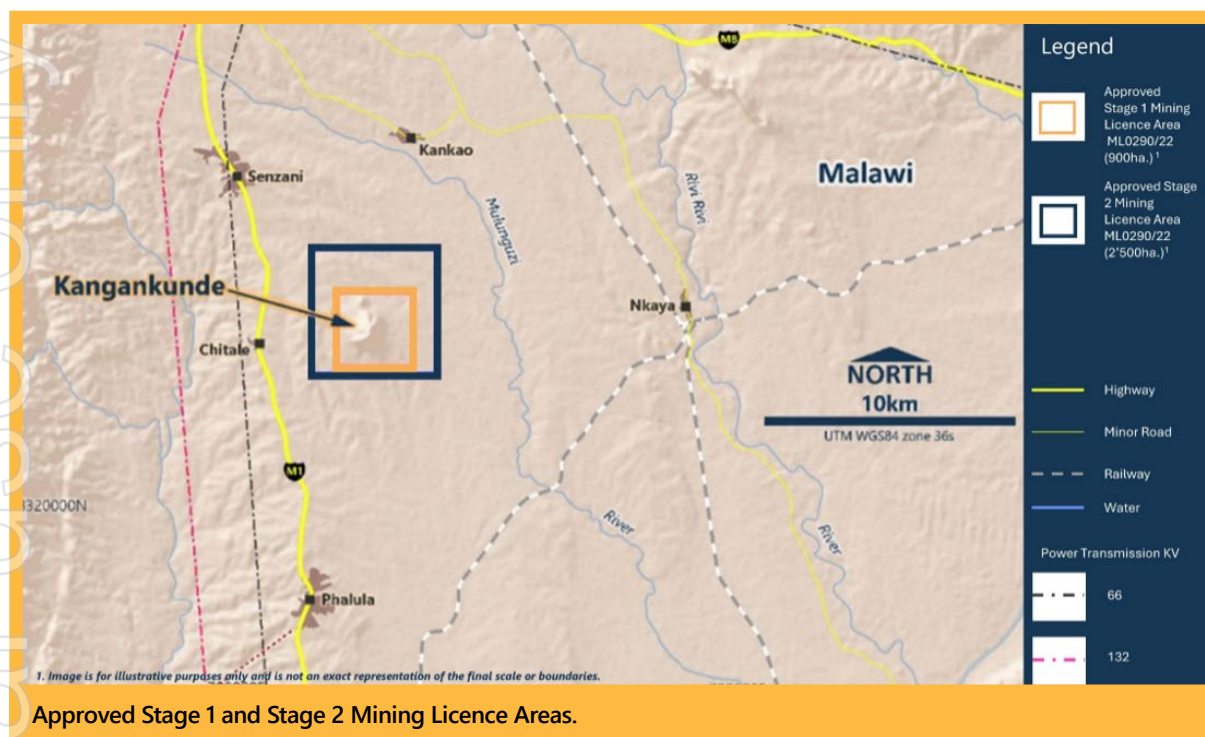 M8
Kankao
Senzani
Malawi
Rivi Rivi
Mulunguzi
Kangankunde
Nkaya
Chitale
NORTH
10km
UTM WGS84 zone 36s
M1
320000N
River
River
Phalula
1. Image is for illustrative purposes only and is not an exact representation of the final scale or boundaries.
Legend
Approved
Stage 1 Mining
Licence Area
ML0290/22
(900ha.) 1
Approved Stage
2 Mining
Licence Area
ML0290/22
(2'500ha.)1
Highway
Minor Road
Railway
Water
Power Transmission KV
66
132
Approved Stage 1 and Stage 2 Mining Licence Areas.